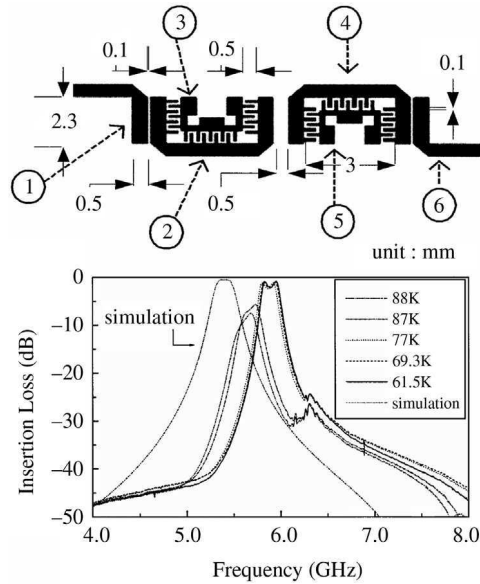 3
4
0.1
0.5
0.1
2.3
3
1
0.5
2
0.5
5
6
unit : mm
0
-10
-20
-30
-40
-50
Insertion Loss (dB)
simulation
88K
87K
77K
69.3K
61.5K
simulation
4.0
5.0
6.0
7.0
8.0
Frequency (GHz)